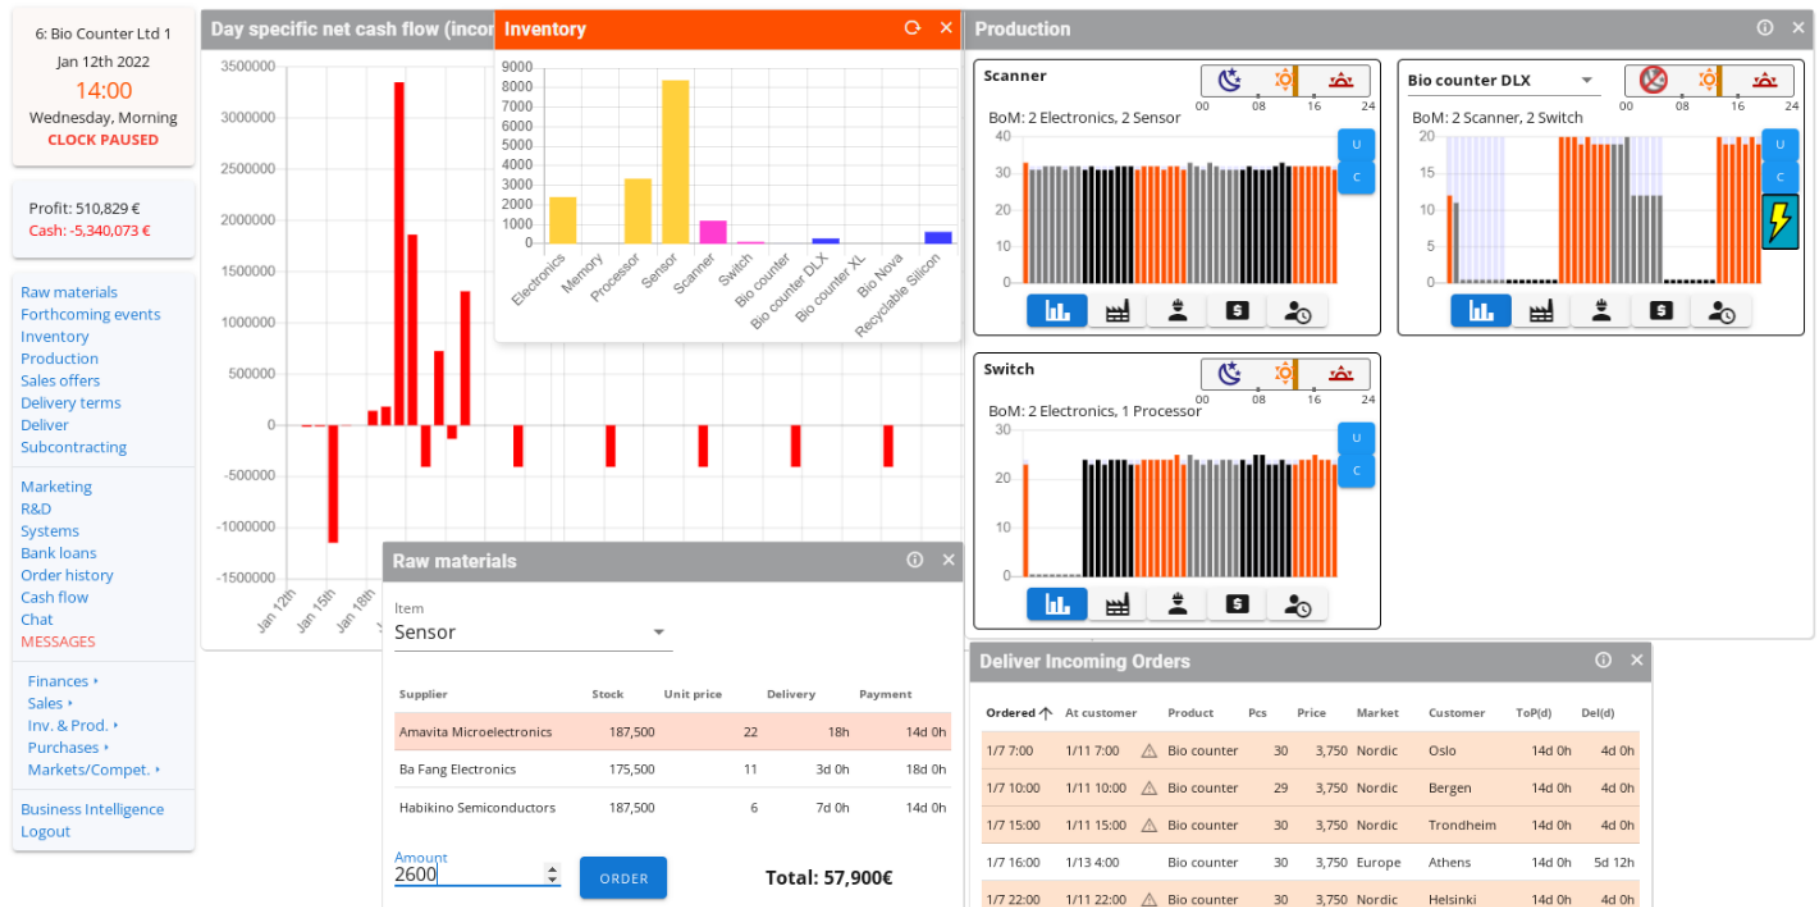 6: Bio Counter Ltd 1
Jan 12th 2022
14:00
Wednesday, Morning
CLOCK PAUSED
Profit: 510,829 €
Cash: -5,340,073 €
Raw materials
Forthcoming events
Inventory
Production
Sales offers
Delivery terms
Deliver
Subcontracting
Marketing
R&D
Systems
Bank loans
Order history
Cash flow
Chat
MESSAGES
Finances
Sales
Inv. & Prod.
Purchases
Markets/Compet.
Business Intelligence
Logout
Day specific net cash flow (incor
3500000
3000000
2500000
2000000
1500000
1000000
500000
0
-500000
-1000000
-1500000
Jan 12th
Jan 15th
Jan 18th
Inventory
9000
8000
7000
6000
5000
4000
3000
2000
1000
0
Electronics
Memory
Processor
Sensor
Scanner
Switch
Bio counter
Bio counter DLX
Bio counter XL
Bio Nova
Recyclable Silicon
Raw materials
Item
Sensor
Supplier Stock Unit price Delivery Payment
Amavita Microelectronics 187,500 22 18h 14d 0h
Ba Fang Electronics 175,500 11 3d 0h 18d 0h
Habikino Semiconductors 187,500 6 7d 0h 14d 0h
Amount
2600
ORDER
Total: 57,900€
Production
Scanner
00 08 16 24
BoM: 2 Electronics, 2 Sensor
40
30
20
10
0
U
C
Bio counter DLX
00 08 16 24
BoM: 2 Scanner, 2 Switch
20
15
10
5
0
U
C
Switch
00 08 16 24
BoM: 2 Electronics, 1 Processor
30
20
10
0
U
C
Deliver Incoming Orders
Ordered At customer Product Pcs Price Market Customer ToP(d) Del(d)
1/7 7:00 1/11 7:00 Bio counter 30 3,750 Nordic Oslo 14d 0h 4d 0h
1/7 10:00 1/11 10:00 Bio counter 29 3,750 Nordic Bergen 14d 0h 4d 0h
1/7 15:00 1/11 15:00 Bio counter 30 3,750 Nordic Trondheim 14d 0h 4d 0h
1/7 16:00 1/13 4:00 Bio counter 30 3,750 Europe Athens 14d 0h 5d 12h
1/7 22:00 1/11 22:00 Bio counter 30 3,750 Nordic Helsinki 14d 0h 4d 0h